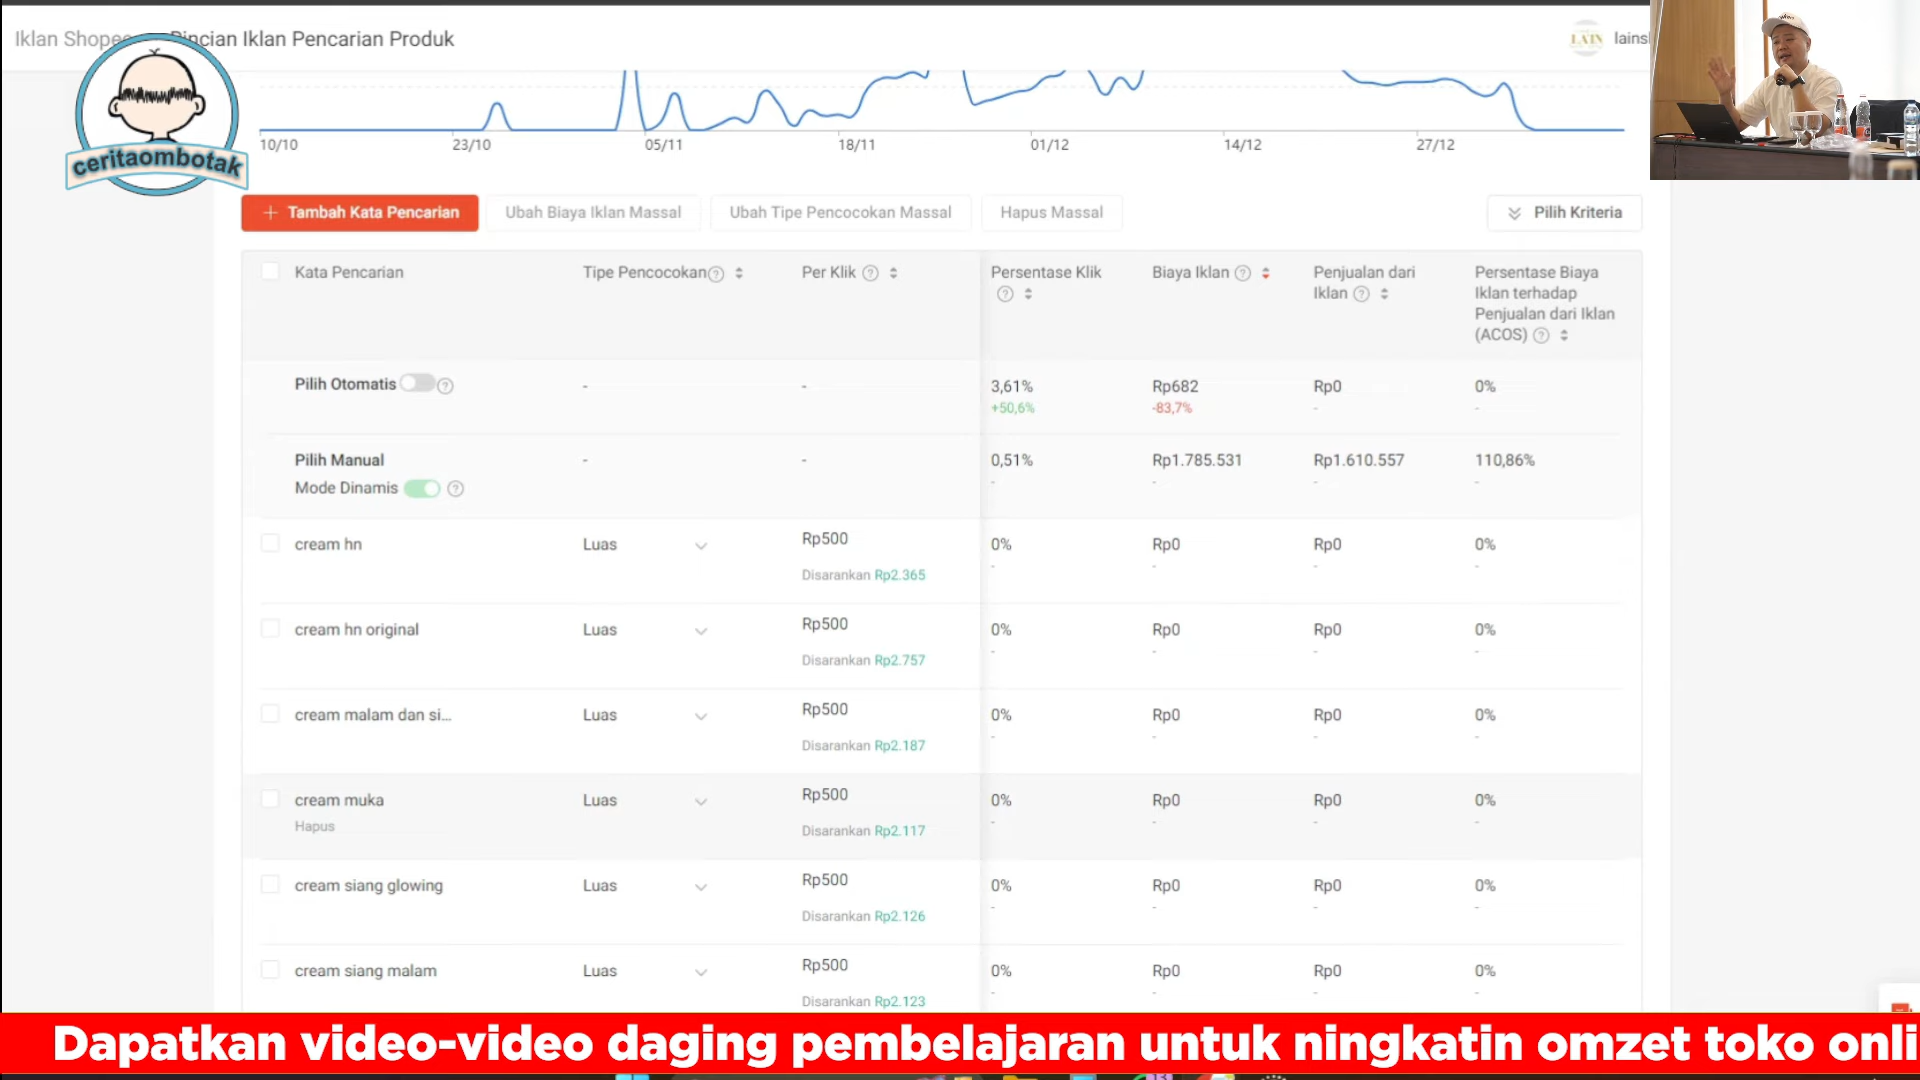 Iklan Shopee
Rincian Iklan Pencarian Produk
LAIN
ceritaombotak
10/10 23/10 05/11 18/11 01/12 14/12 27/12
+ Tambah Kata Pencarian Ubah Biaya Iklan Massal Ubah Tipe Pencocokan Massal Hapus Massal Pilih Kriteria
Kata Pencarian Tipe Pencocokan Per Klik Persentase Klik Biaya Iklan Penjualan dari Iklan Persentase Biaya Iklan terhadap Penjualan dari Iklan (ACOS)
Pilih Otomatis - - 3,61% Rp682 Rp0 0%
+50,6% -83,7% - -
Pilih Manual - - 0,51% Rp1.785.531 Rp1.610.557 110,86%
Mode Dinamis - - - -
cream hn Luas Rp500 0% Rp0 Rp0 0%
Disarankan Rp2.365 - - - -
cream hn original Luas Rp500 0% Rp0 Rp0 0%
Disarankan Rp2.757 - - - -
cream malam dan si... Luas Rp500 0% Rp0 Rp0 0%
Disarankan Rp2.187 - - - -
cream muka Luas Rp500 0% Rp0 Rp0 0%
Hapus Disarankan Rp2.117 - - - -
cream siang glowing Luas Rp500 0% Rp0 Rp0 0%
Disarankan Rp2.126 - - - -
cream siang malam Luas Rp500 0% Rp0 Rp0 0%
Disarankan Rp2.123 - - - -
Dapatkan video-video daging pembelajaran untuk ningkatin omzet toko onli